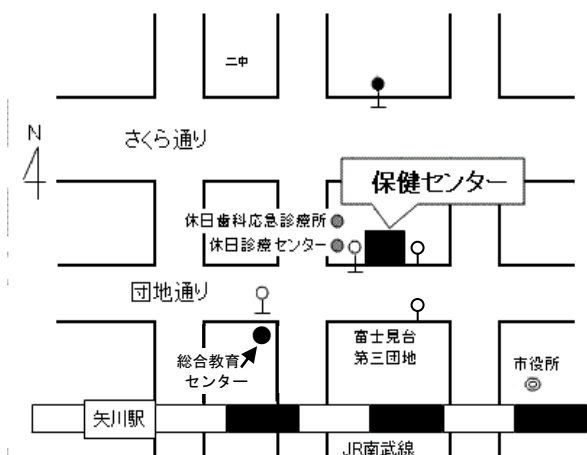 二中
N
さくら通り
保健センター
休日歯科応急診療所
休日診療センター
団地通り
総合教育
センター
富士見台
第三団地
市役所
矢川駅
JR南武線